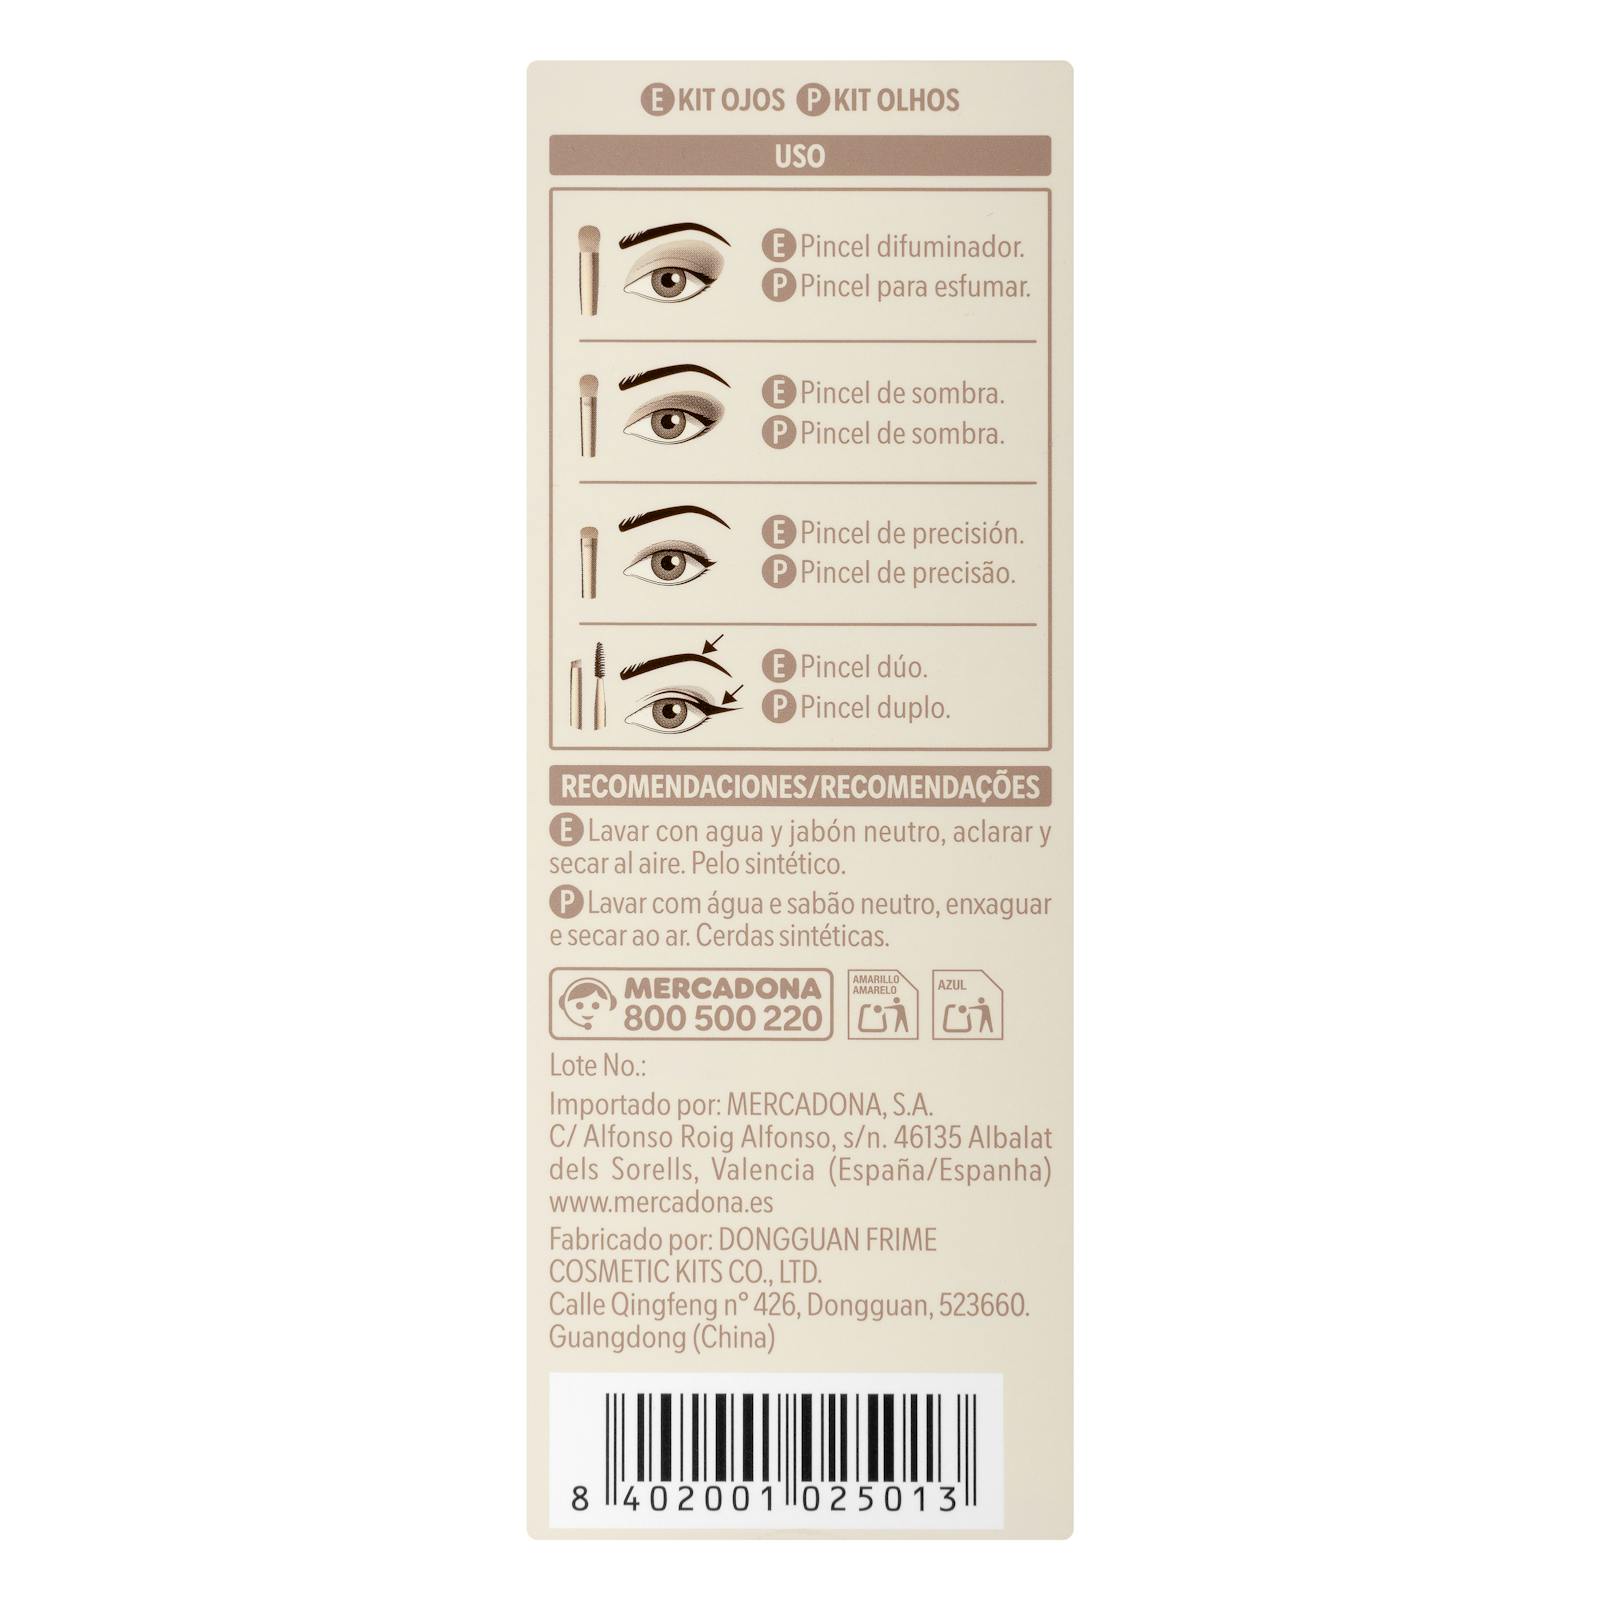 E KIT OJOS P KIT OLHOS
USO
E Pincel difuminador.
P Pincel para esfumar.
E Pincel de sombra.
P Pincel de sombra.
E Pincel de precisión.
P Pincel de precisão.
E Pincel dúo.
P Pincel duplo.
RECOMENDACIONES/RECOMENDAÇÕES
E Lavar con agua y jabón neutro, aclarar y
secar al aire. Pelo sintético.
P Lavar com água e sabão neutro, enxaguar
e secar ao ar. Cerdas sintéticas.
MERCADONA
800 500 220
AMARILLO
AMARELO
AZUL
Lote No.:
Importado por: MERCADONA, S.A.
C/ Alfonso Roig Alfonso, s/n. 46135 Albalat
dels Sorells, Valencia (España/Espanha)
www.mercadona.es
Fabricado por: DONGGUAN FRIME
COSMETIC KITS CO., LTD.
Calle Qingfeng n° 426, Dongguan, 523660.
Guangdong (China)
8 402001 025013